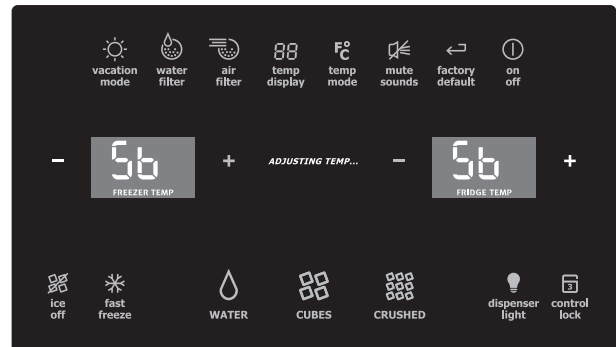 88 F° C
vacation mode water filter air filter temp display temp mode mute sounds factory default on off
- Sb + ADJUSTING TEMP... - Sb +
FREEZER TEMP FRIDGE TEMP
3
ice off fast freeze WATER CUBES CRUSHED dispenser light control lock